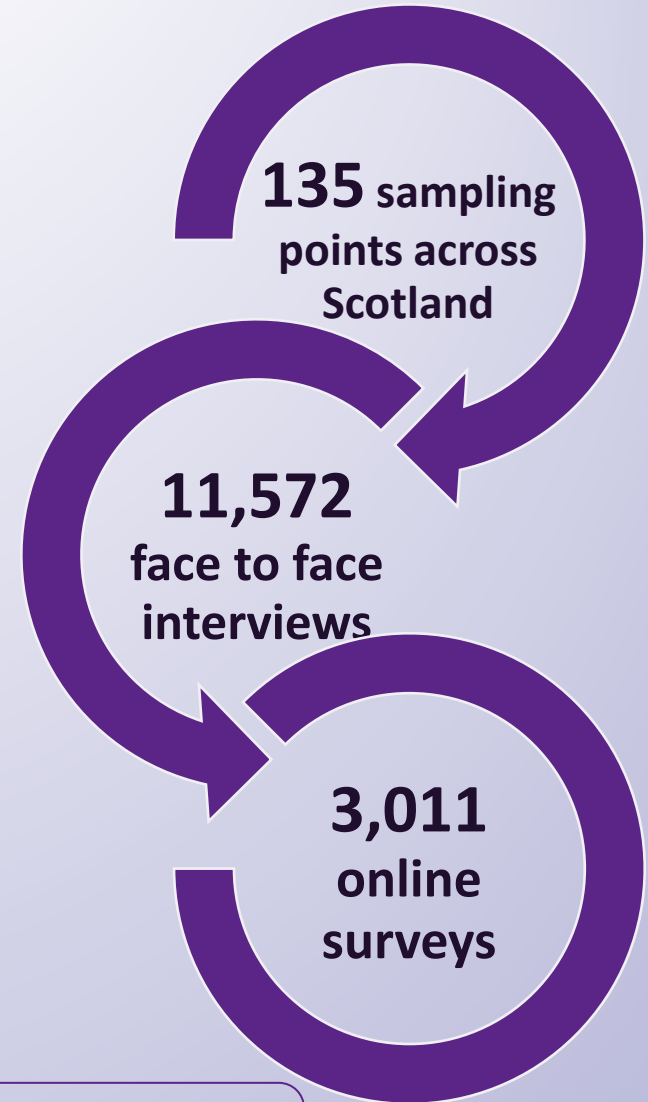 135 sampling
points across
Scotland
11,572
face to face
interviews
3,011
online
surveys